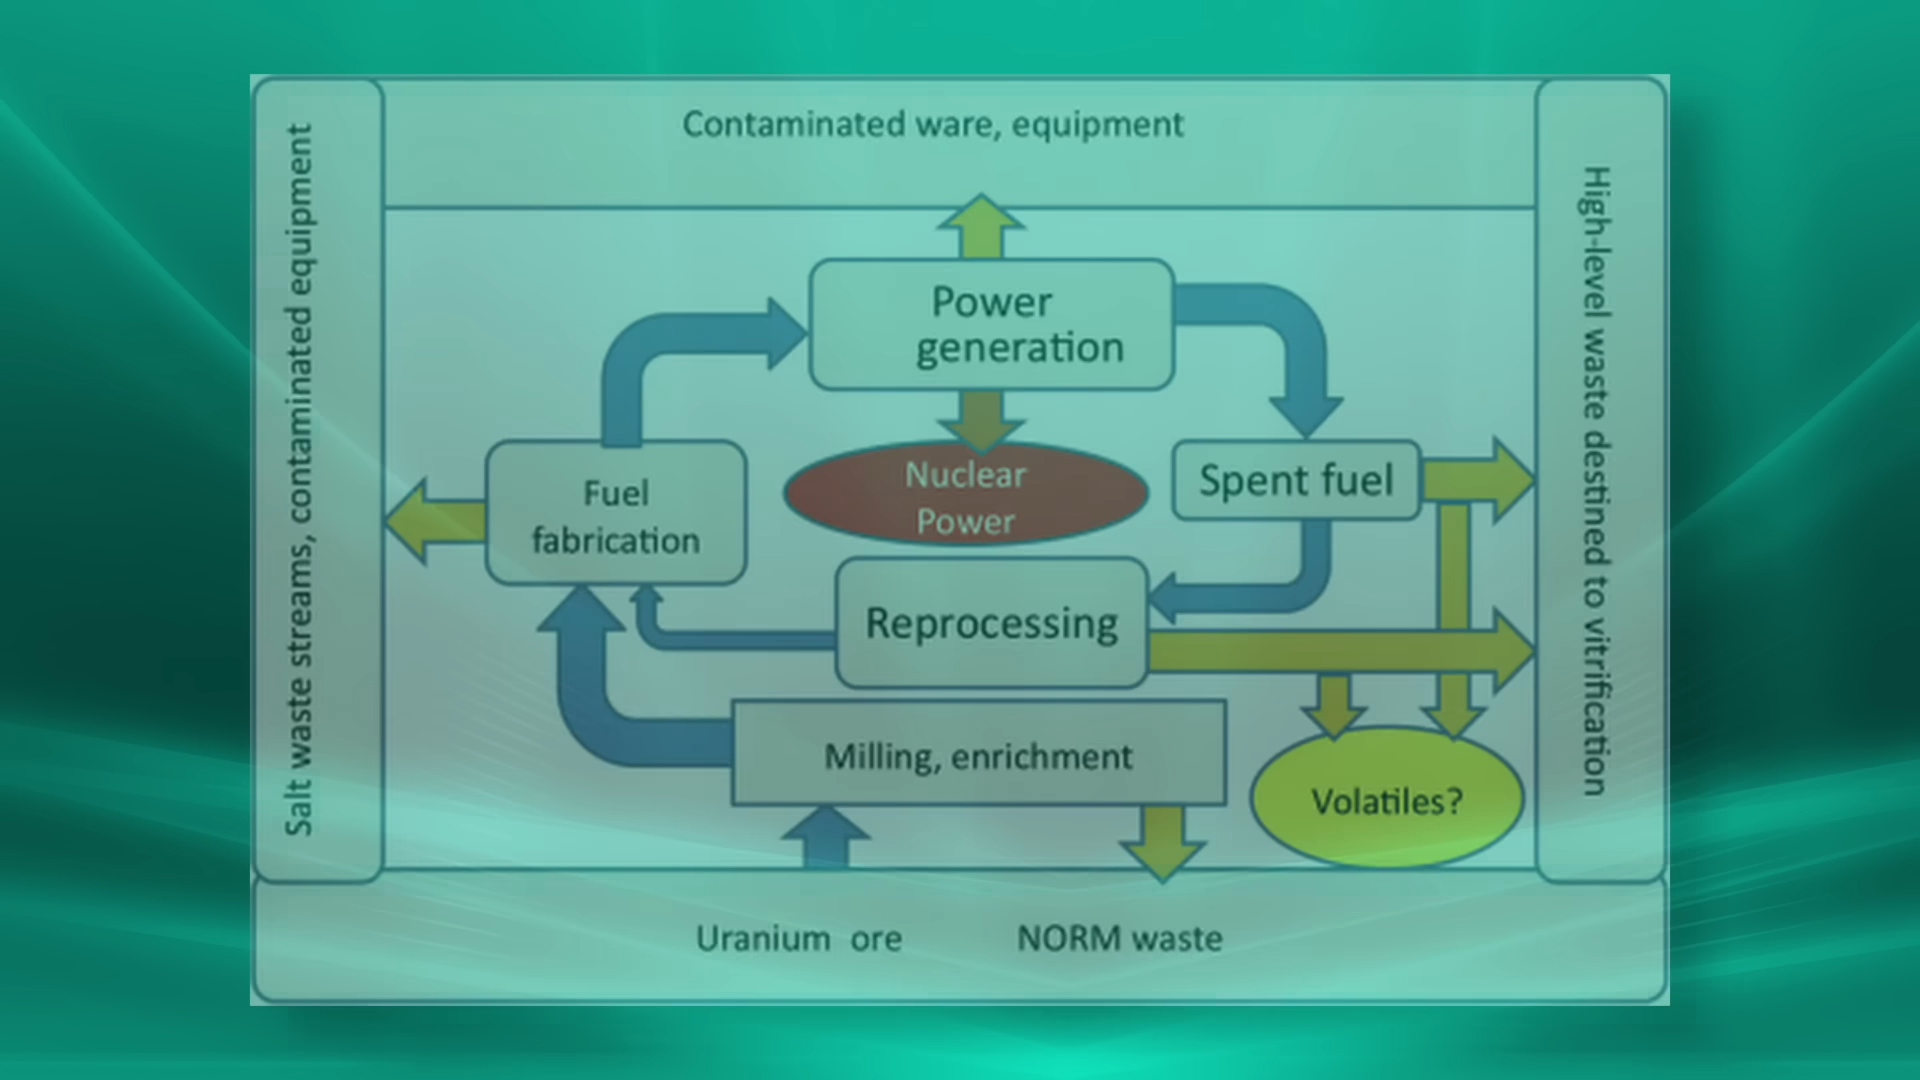 Contaminated ware, equipment
Salt waste streams, contaminated equipment
High-level waste destined to vitrification
Power
generation
Fuel
fabrication
Nuclear
Power
Spent fuel
Reprocessing
Milling, enrichment
Volatiles?
Uranium ore
NORM waste